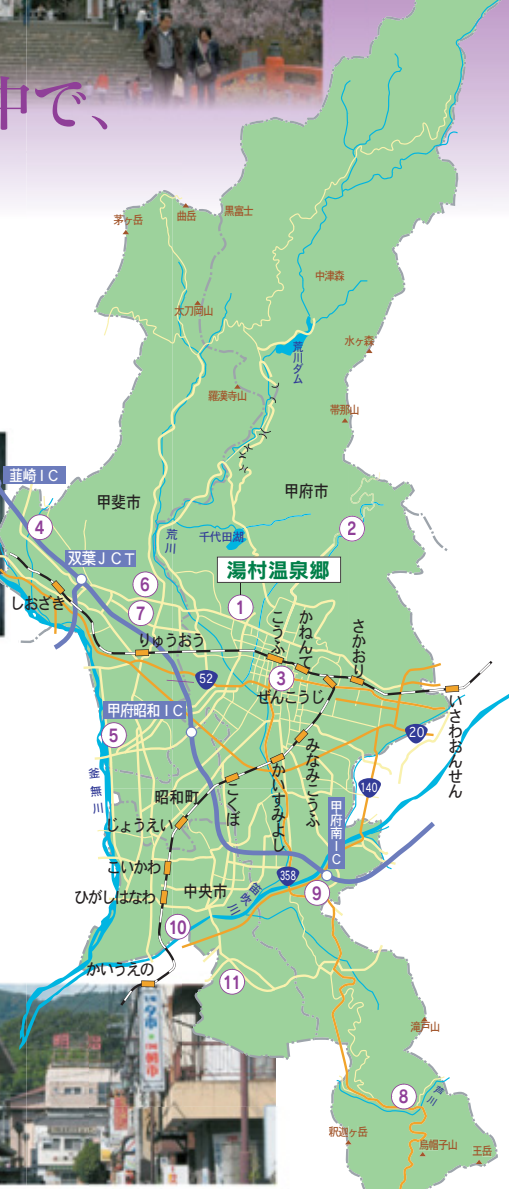 中で、
茅ヶ岳
曲岳
黒富士
中津森
太刀岡山
荒川ダム
水ヶ森
羅漢寺山
帯那山
韮崎IC
甲斐市
甲府市
4
2
荒川
千代田湖
双葉JCT
6
湯村温泉郷
しおざき
7
1
りゅうおう
こうふ
かねんて
さかおり
3
52
ぜんこうじ
いさわおんせん
甲府昭和IC
5
20
みなみこうふ
かいすみよし
釜無川
昭和町
こくぼ
140
じょうえい
甲府南IC
こいかわ
358
中央市
笛吹川
9
ひがしはなわ
10
かいうえの
11
滝戸山
芦川
8
釈迦ヶ岳
烏帽子山
王岳